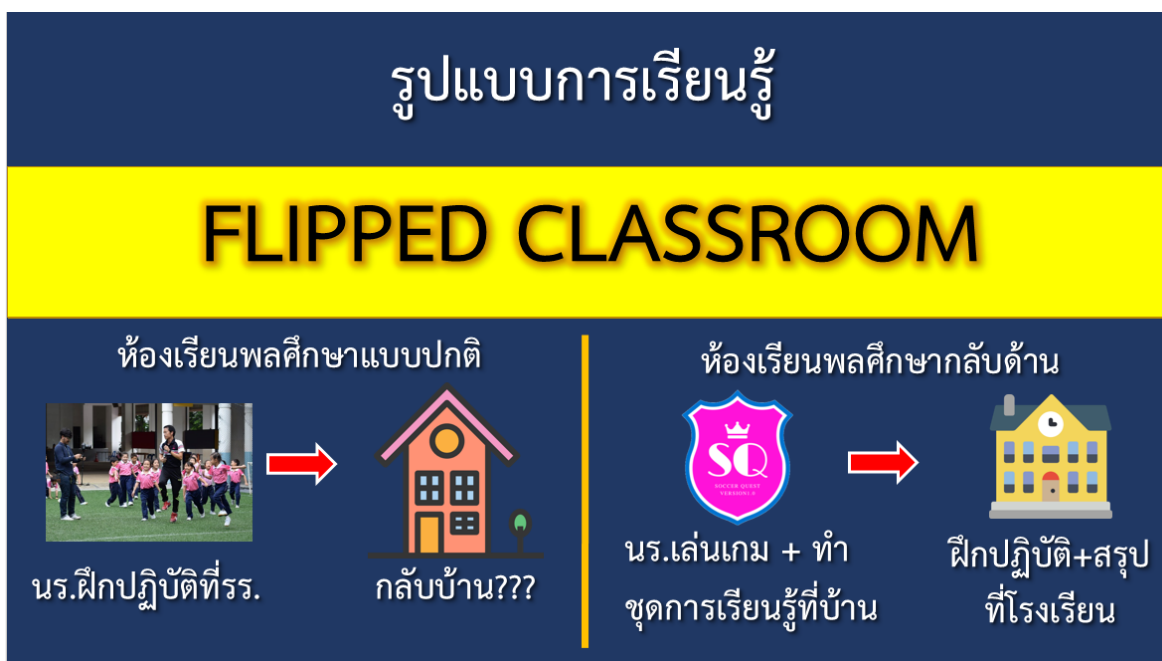 รูปแบบการเรียนรู้
FLIPPED CLASSROOM
ห้องเรียนพลศึกษาแบบปกติ
นร.ฝึกปฏิบัติที่รร.
กลับบ้าน???
ห้องเรียนพลศึกษากลับด้าน
SQ
SOCCER QUEST
VERSION1.0
นร.เล่นเกม + ทำ
ชุดการเรียนรู้ที่บ้าน
ฝึกปฏิบัติ+สรุป
ที่โรงเรียน